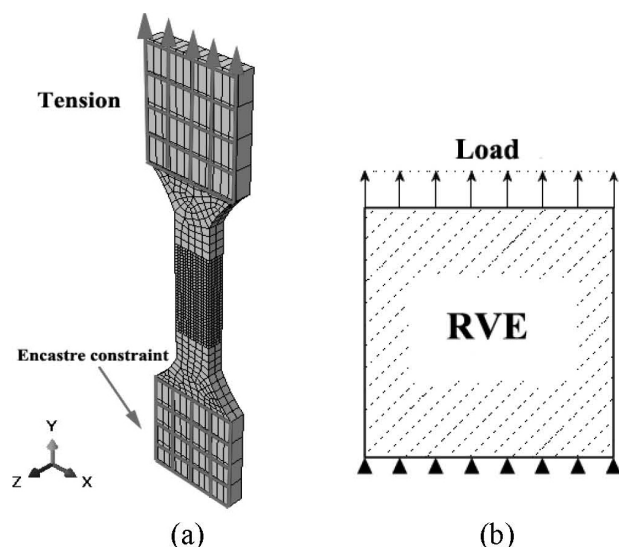 Tension
Encastre constraint
Y
Z
X
(a)
Load
RVE
(b)